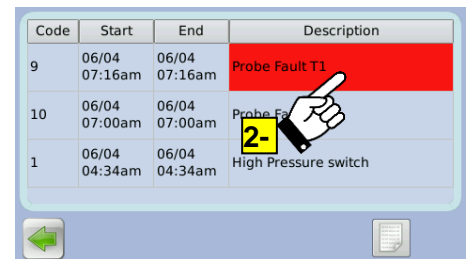 Code Start End Description
9 06/04 07:16am 06/04 07:16am Probe Fault T1
10 06/04 07:00am 06/04 07:00am Probe Fa
2-
1 06/04 04:34am 06/04 04:34am High Pressure switch